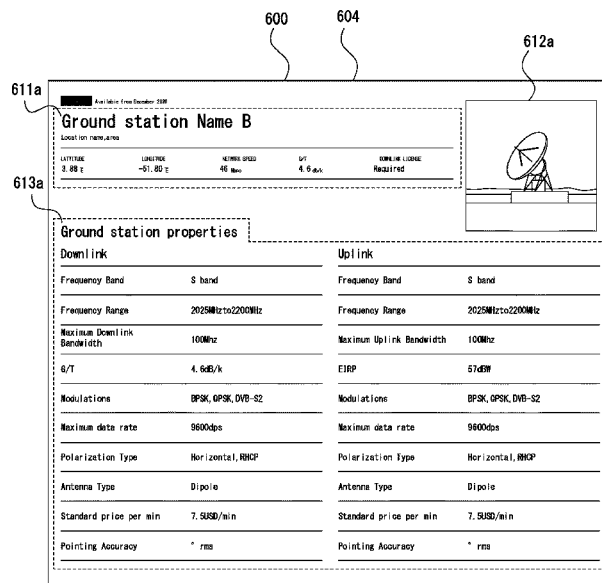 600
604
612a
611a
Available from December 20XX
Ground station Name B
Location name,area
LATTITUDE LONGITUDE NETWORK SPEED G/T DOWNLINK LICENSE
3.88 -51.80 46 Mbps 4.6 db/k Required
613a
Ground station properties
Downlink Uplink
Frequency Band S band Frequency Band S band
Frequency Range 2025MHzto2200MHz Frequency Range 2025MHzto2200MHz
Maximum Downlink Bandwidth 100Mhz Maximum Uplink Bandwidth 100Mhz
G/T 4.6dB/k EIRP 57dBW
Modulations BPSK,QPSK,DVB-S2 Modulations BPSK,QPSK,DVB-S2
Maximum data rate 9600dps Maximum data rate 9600dps
Polarization Type Horizontal,RHCP Polarization Type Horizontal,RHCP
Antenna Type Dipole Antenna Type Dipole
Standard price per min 7.5USD/min Standard price per min 7.5USD/min
Pointing Accuracy ° rms Pointing Accuracy ° rms